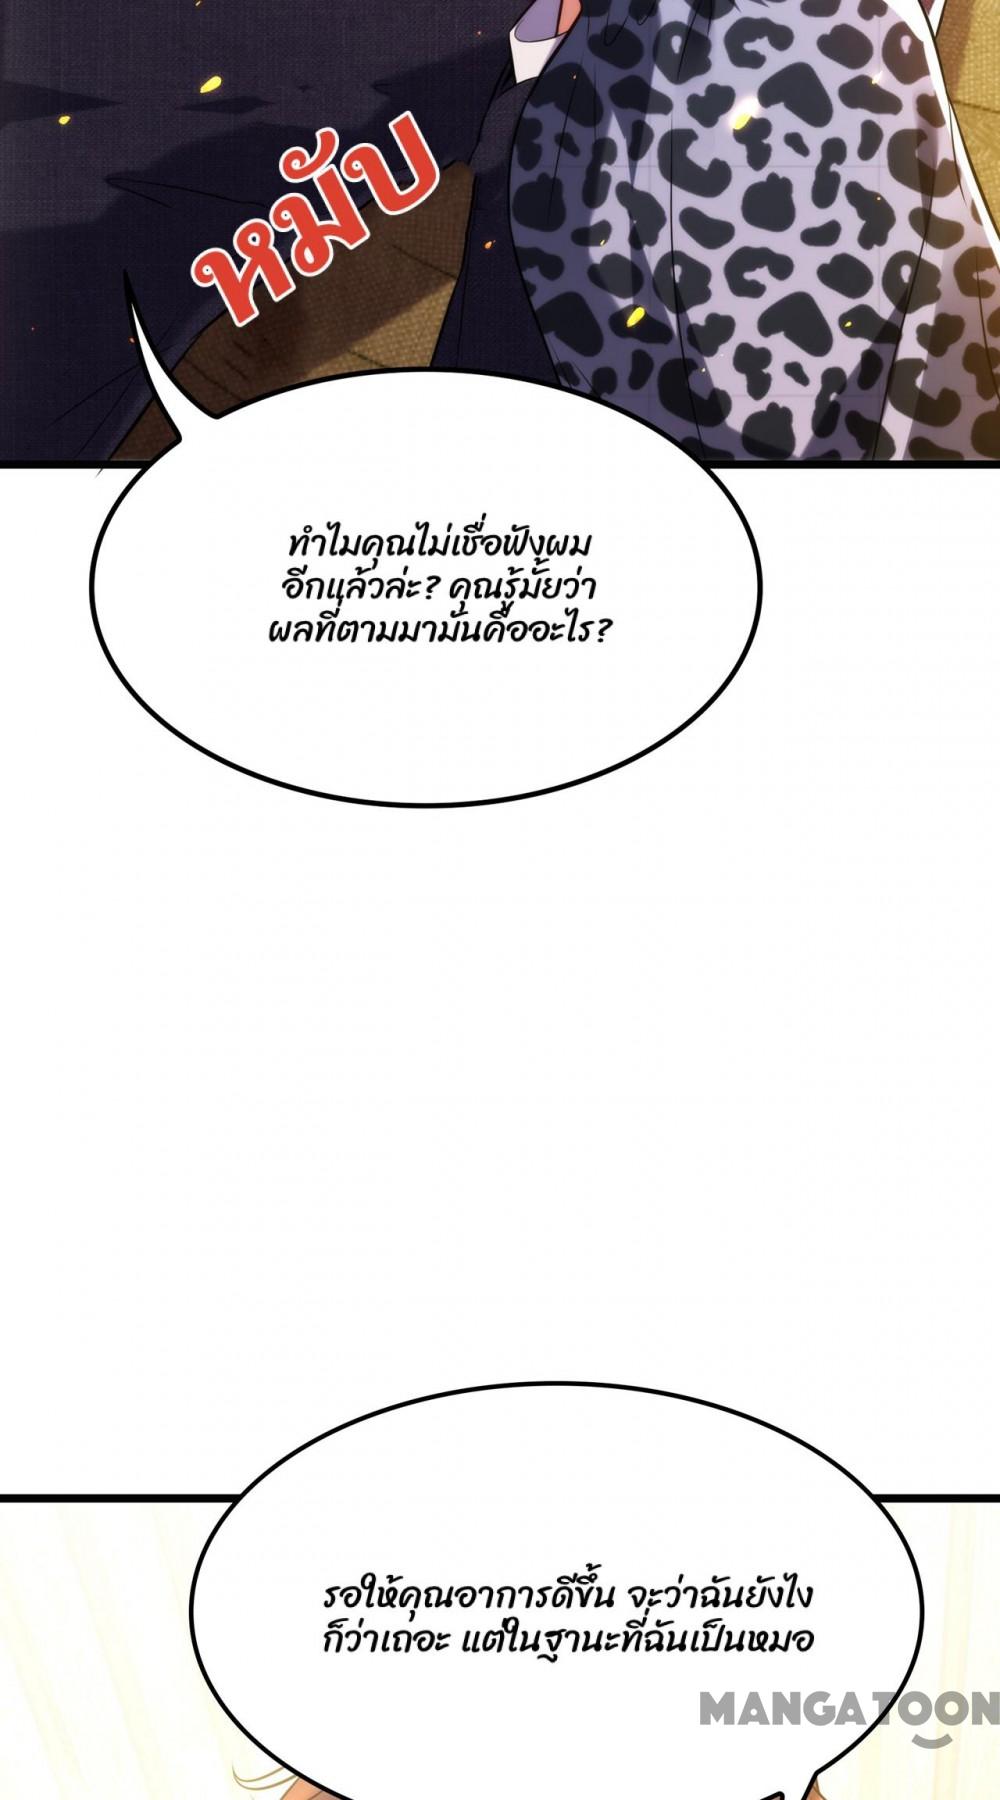 หมับ
ทำไมคุณไม่เชื่อฟังผม
อีกแล้วล่ะ? คุณรู้มั้ยว่า
ผลที่ตามมามันคืออะไร?
รอให้คุณอาการดีขึ้น จะว่าฉันยังไง
ก็ว่าเถอะ แต่ในฐานะที่ฉันเป็นหมอ
MANGATOON